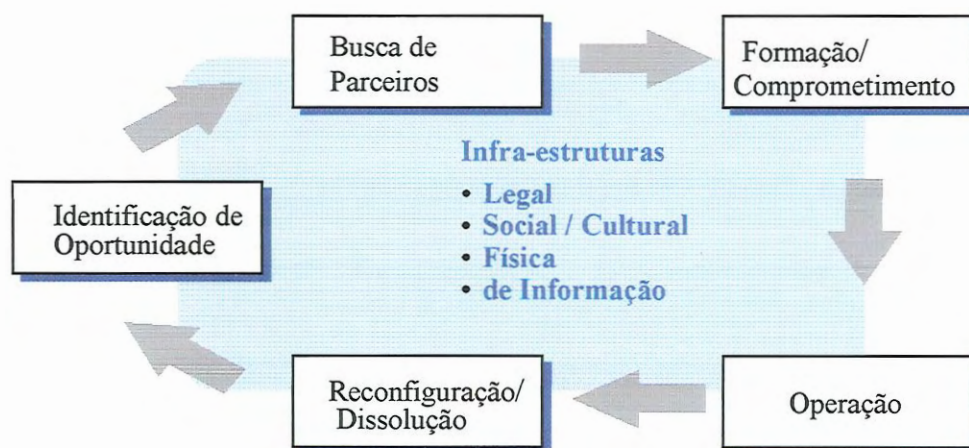 Busca de
Parceiros
Formação/
Comprometimento
Infra-estruturas
• Legal
• Social / Cultural
• Física
• de Informação
Identificação de
Oportunidade
Reconfiguração/
Dissolução
Operação